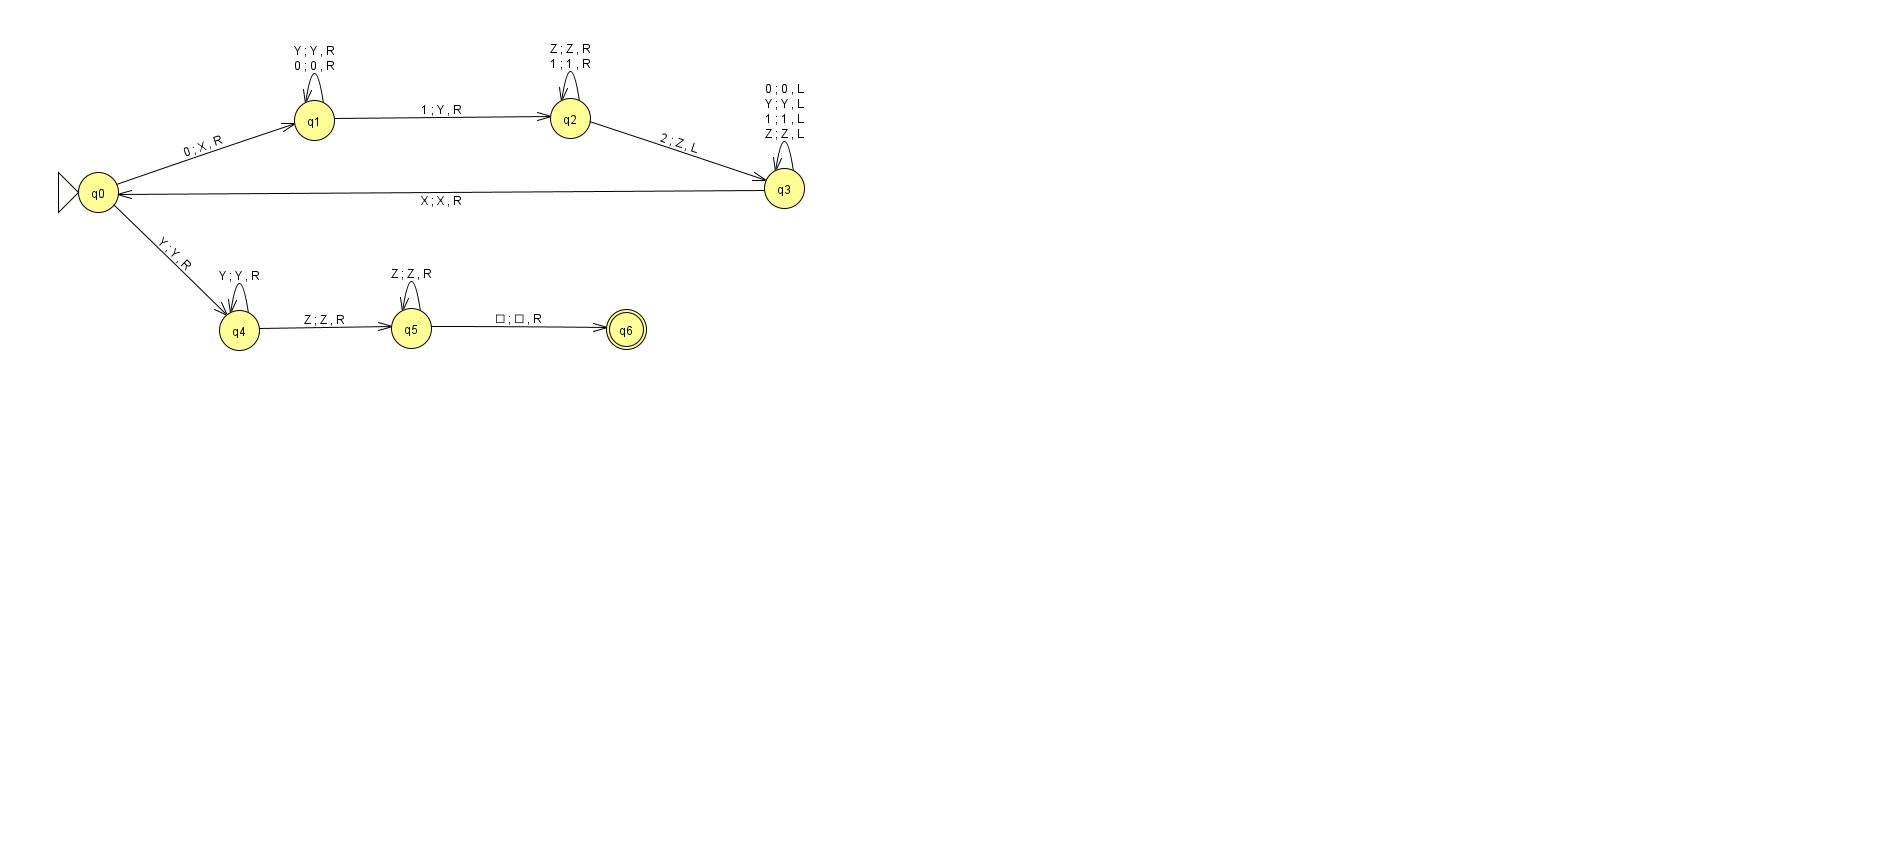 Y ; Y , R
0 ; 0 , R
Z ; Z , R
1 ; 1 , R
0 ; 0 , L
Y ; Y , L
1 ; 1 , L
Z ; Z , L
q1
1 ; Y , R
q2
0 ; X , R
2 ; Z , L
q0
q3
X ; X , R
Y ; Y , R
Y ; Y , R
Z ; Z , R
q4
Z ; Z , R
q5
□ ; □ , R
q6